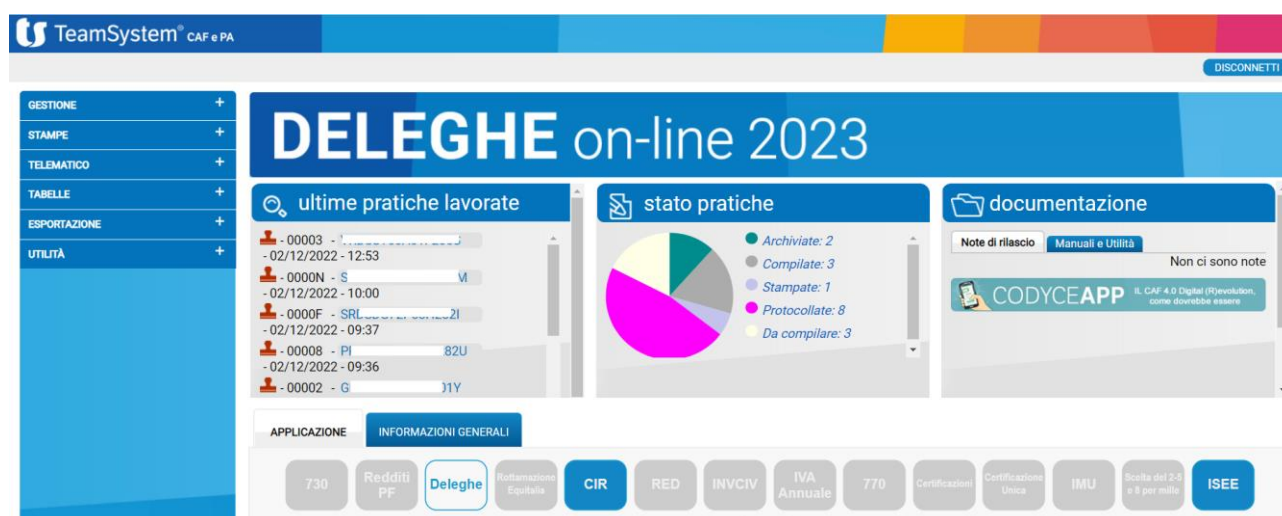 TeamSystem® CAF e PA
DISCONNETTI
GESTIONE +
STAMPE +
TELEMATICO +
TABELLE +
ESPORTAZIONE +
UTILITÀ +
DELEGHE on-line 2023
ultime pratiche lavorate
- 00003 -
- 02/12/2022 - 12:53
- 0000N - S M
- 02/12/2022 - 10:00
- 0000F -
- 02/12/2022 - 09:37
- 00008 - P 82U
- 02/12/2022 - 09:36
- 00002 - G 1Y
stato pratiche
Archiviate: 2
Compilate: 3
Stampate: 1
Protocollate: 8
Da compilare: 3
documentazione
Note di rilascio Manuali e Utilità
Non ci sono note
CODYCEAPP
IL CAF 4.0 Digital (R)evolution,
come dovrebbe essere
APPLICAZIONE INFORMAZIONI GENERALI
730
Redditi
PF
Deleghe
Rottamazione
Equitalia
CIR
RED
INVCIV
IVA
Annuale
770
Certificazioni
Certificazione
Unica
IMU
Scelta del 2-5
e 8 per mille
ISEE